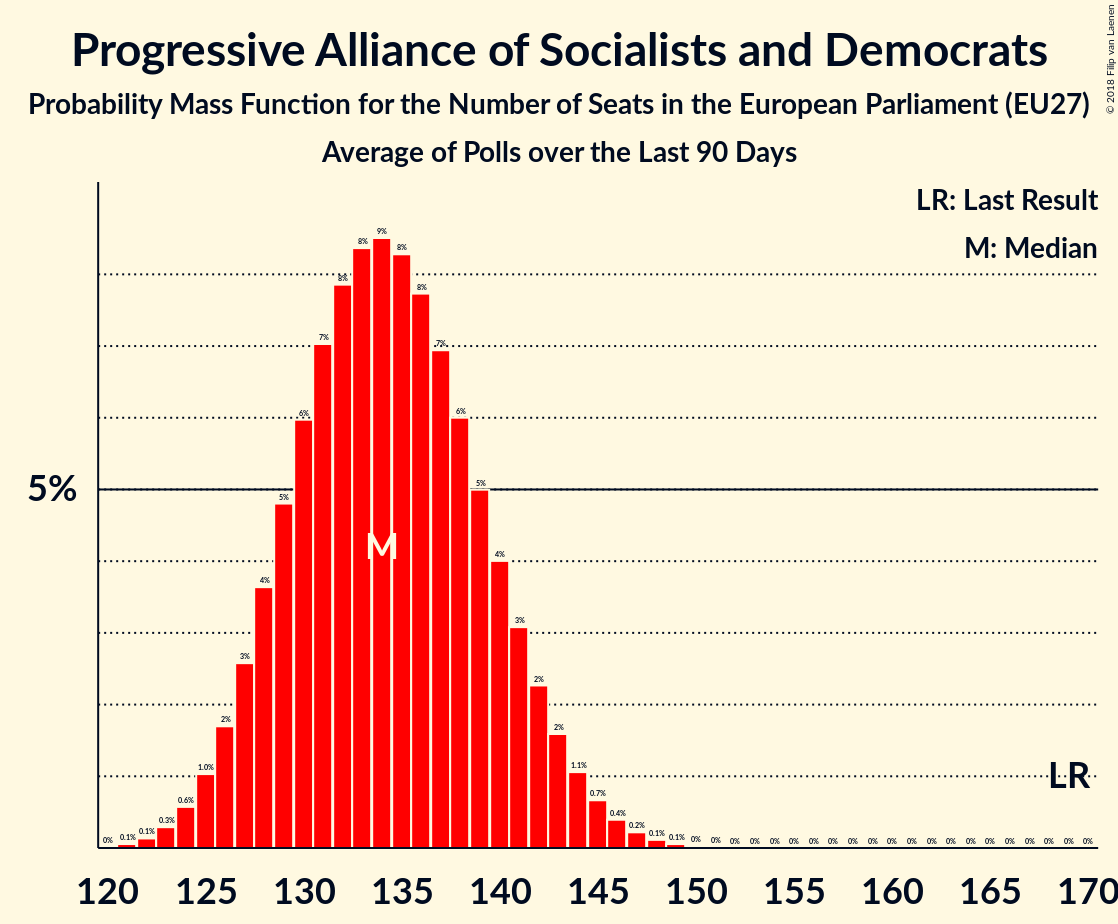 Progressive Alliance of Socialists and Democrats
Probability Mass Function for the Number of Seats in the European Parliament (EU27)
Average of Polls over the Last 90 Days
© 2018 Filip van Laenen
LR: Last Result
M: Median
5%
0% 0.1% 0.1% 0.3% 0.6% 1.0% 2% 3% 4% 5% 6% 7% 8% 8% 9% 8% 8% 7% 6% 5% 4% 3% 2% 2% 1.1% 0.7% 0.4% 0.2% 0.1% 0.1% 0% 0% 0% 0% 0% 0% 0% 0% 0% 0% 0% 0% 0% 0% 0% 0% 0% 0% 0% 0% 0%
M
LR
120 125 130 135 140 145 150 155 160 165 170